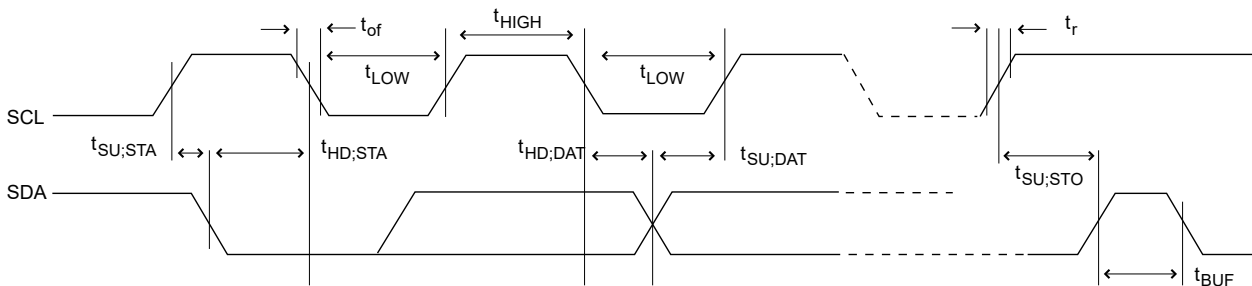 t_of
t_HIGH
t_r
t_LOW
t_LOW
SCL
t_SU;STA
t_HD;STA
t_HD;DAT
t_SU;DAT
t_SU;STO
SDA
t_BUF